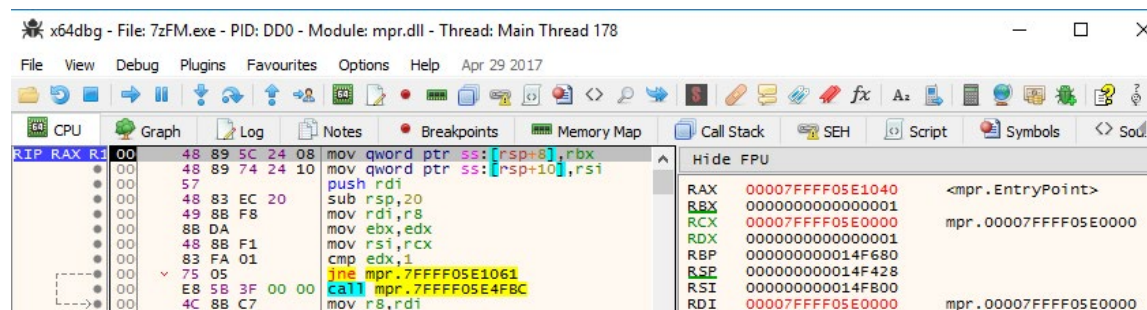 x64dbg - File: 7zFM.exe - PID: DD0 - Module: mpr.dll - Thread: Main Thread 178
File View Debug Plugins Favourites Options Help Apr 29 2017
CPU Graph Log Notes Breakpoints Memory Map Call Stack SEH Script Symbols
RIP RAX R1 00 48 89 5C 24 08 mov qword ptr ss:[rsp+8],rbx
00 48 89 74 24 10 mov qword ptr ss:[rsp+10],rsi
00 57 push rdi
00 48 83 EC 20 sub rsp,20
00 49 8B F8 mov rdi,r8
00 8B DA mov ebx,edx
00 48 8B F1 mov rsi,rcx
00 83 FA 01 cmp edx,1
00 75 05 jne mpr.7FFFF05E1061
00 E8 5B 3F 00 00 call mpr.7FFFF05E4FBC
00 4C 8B C7 mov r8,rdi
Hide FPU
RAX 00007FFFF05E1040 <mpr.EntryPoint>
RBX 0000000000000001
RCX 00007FFFF05E0000 mpr.00007FFFF05E0000
RDX 0000000000000001
RBP 000000000014F680
RSP 000000000014F428
RSI 000000000014FB00
RDI 00007FFFF05E0000 mpr.00007FFFF05E0000